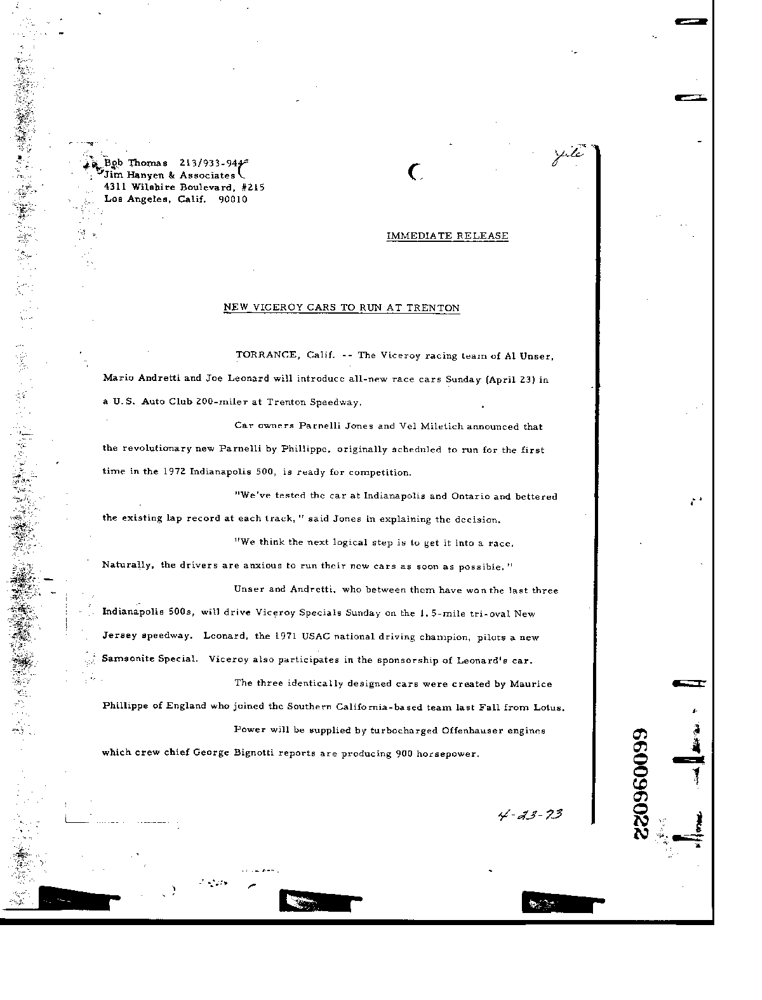 file
Bob Thomas 213/933-94
Jim Hanyen & Associates
4311 Wilshire Boulevard, #215
Los Angeles, Calif. 90010
IMMEDIATE RELEASE
NEW VICEROY CARS TO RUN AT TRENTON
TORRANCE, Calif. -- The Viceroy racing team of Al Unser,
Mario Andretti and Joe Leonard will introduce all-new race cars Sunday (April 23) in
a U.S. Auto Club 200-miler at Trenton Speedway.
Car owners Parnelli Jones and Vel Miletich announced that
the revolutionary new Parnelli by Phillippe, originally scheduled to run for the first
time in the 1972 Indianapolis 500, is ready for competition.
"We've tested the car at Indianapolis and Ontario and bettered
the existing lap record at each track," said Jones in explaining the decision.
"We think the next logical step is to get it into a race.
Naturally, the drivers are anxious to run their new cars as soon as possible."
Unser and Andretti, who between them have won the last three
Indianapolis 500s, will drive Viceroy Specials Sunday on the 1.5-mile tri-oval New
Jersey speedway. Leonard, the 1971 USAC national driving champion, pilots a new
Samsonite Special. Viceroy also participates in the sponsorship of Leonard's car.
The three identically designed cars were created by Maurice
Phillippe of England who joined the Southern California-based team last Fall from Lotus.
Power will be supplied by turbocharged Offenhauser engines
which crew chief George Bignotti reports are producing 900 horsepower.
4-23-73
660096022